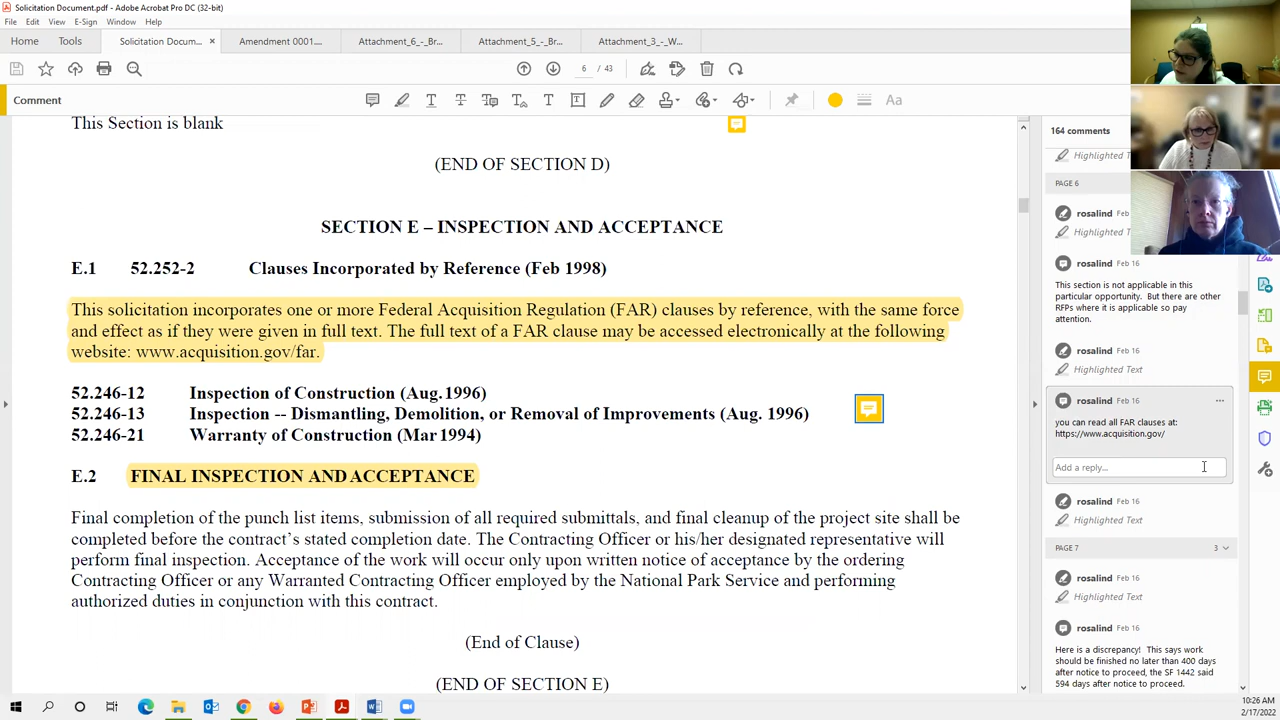 Solicitation Document.pdf - Adobe Acrobat Pro DC (32-bit)
File Edit View E-Sign Window Help
Home Tools Solicitation Docum... × Amendment 0001.... Attachment_6_-_Br... Attachment_5_-_Br... Attachment_3_-_W...
6 / 43
Comment
Aa
164 comments
This Section is blank
(END OF SECTION D)
SECTION E – INSPECTION AND ACCEPTANCE
E.1 52.252-2 Clauses Incorporated by Reference (Feb 1998)
This solicitation incorporates one or more Federal Acquisition Regulation (FAR) clauses by reference, with the same force
and effect as if they were given in full text. The full text of a FAR clause may be accessed electronically at the following
website: www.acquisition.gov/far.
52.246-12 Inspection of Construction (Aug. 1996)
52.246-13 Inspection -- Dismantling, Demolition, or Removal of Improvements (Aug. 1996)
52.246-21 Warranty of Construction (Mar 1994)
E.2 FINAL INSPECTION AND ACCEPTANCE
Final completion of the punch list items, submission of all required submittals, and final cleanup of the project site shall be
completed before the contract’s stated completion date. The Contracting Officer or his/her designated representative will
perform final inspection. Acceptance of the work will occur only upon written notice of acceptance by the ordering
Contracting Officer or any Warranted Contracting Officer employed by the National Park Service and performing
authorized duties in conjunction with this contract.
(End of Clause)
(END OF SECTION E)
Highlighted T
PAGE 6
rosalind Feb
Highlighted T
rosalind Feb 16
This section is not applicable in this
particular opportunity. But there are other
RFPs where it is applicable so pay
attention.
rosalind Feb 16
Highlighted Text
rosalind Feb 16 ...
you can read all FAR clauses at:
https://www.acquisition.gov/
Add a reply...
rosalind Feb 16
Highlighted Text
PAGE 7 3
rosalind Feb 16
Highlighted Text
rosalind Feb 16
Here is a discrepancy! This says work
should be finished no later than 400 days
after notice to proceed, the SF 1442 said
594 days after notice to proceed.
10:26 AM
2/17/2022